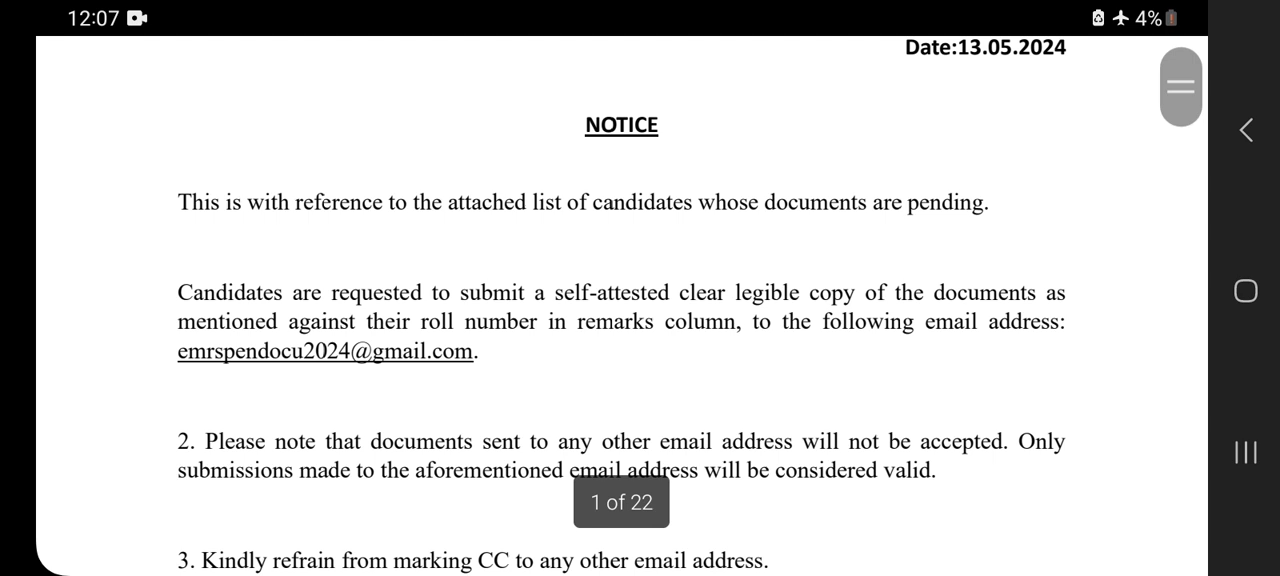 12:07
4%
Date:13.05.2024
NOTICE
This is with reference to the attached list of candidates whose documents are pending.
Candidates are requested to submit a self-attested clear legible copy of the documents as
mentioned against their roll number in remarks column, to the following email address:
emrspendocu2024@gmail.com.
2. Please note that documents sent to any other email address will not be accepted. Only
submissions made to the aforementioned email address will be considered valid.
1 of 22
3. Kindly refrain from marking CC to any other email address.